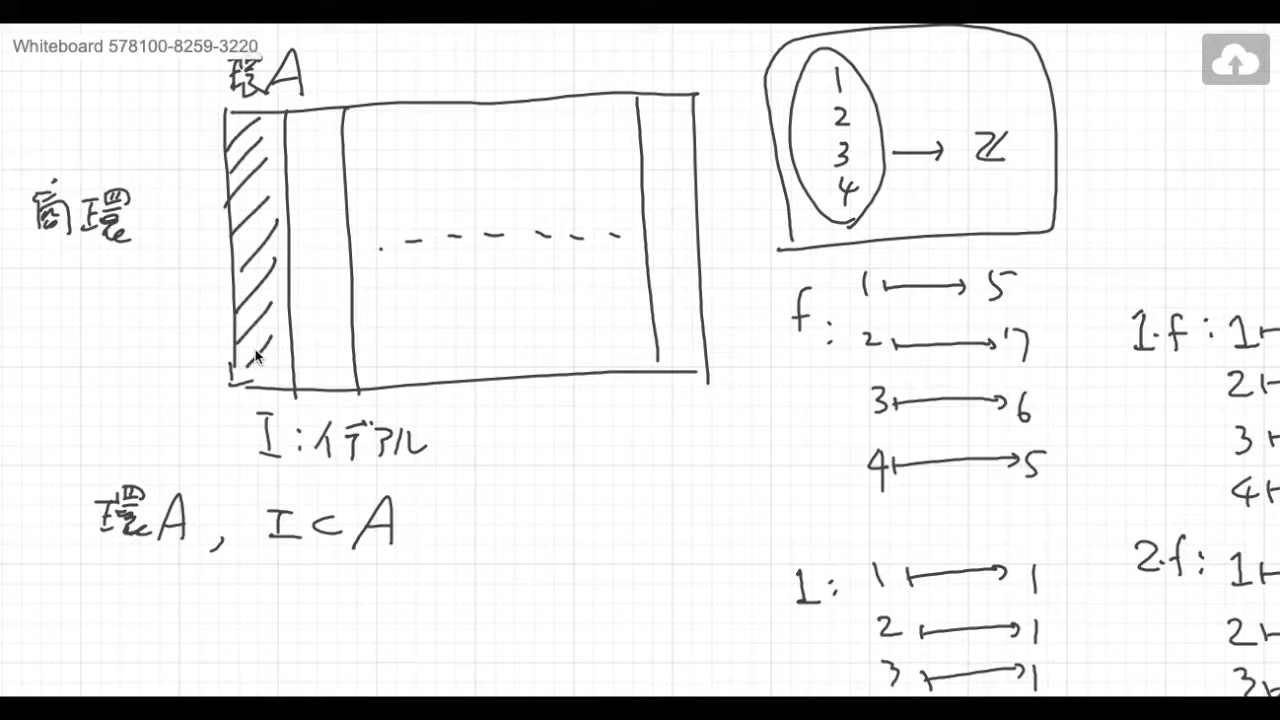 Whiteboard 578100-8259-3220
環A
商環
I:イデアル
環A, I⊂A
1
2
3
4
→ ℤ
f:
1 ↦ 5
2 ↦ 7
3 ↦ 6
4 ↦ 5
1:
1 ↦ 1
2 ↦ 1
3 ↦ 1
1·f: 1↦
2↦
3↦
4↦
2·f: 1↦
2↦
3↦